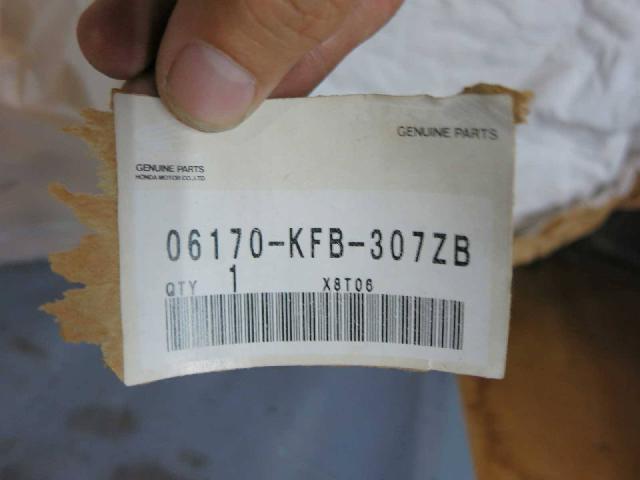 GENUINE PARTS
GENUINE PARTS
HONDA MOTOR CO.,LTD
06170-KFB-307ZB
QTY 1 X8T06